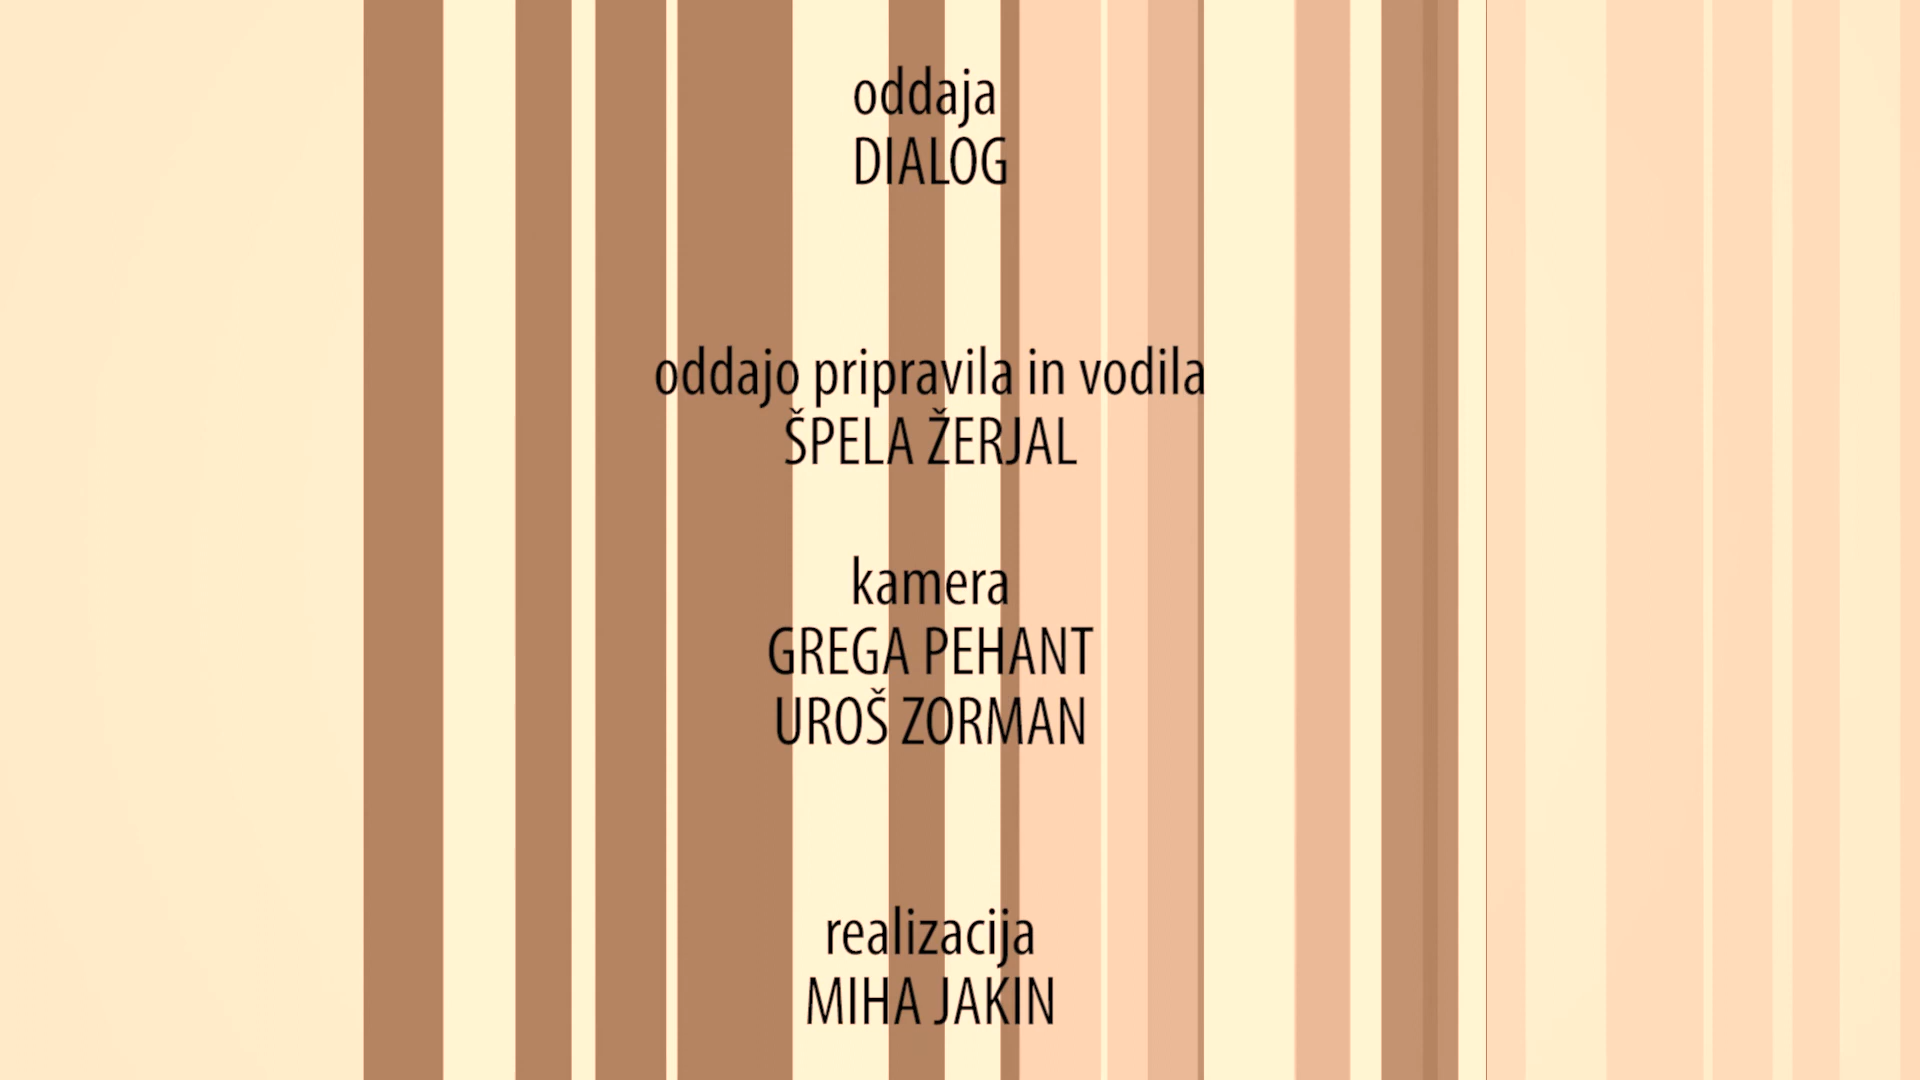 oddaja
DIALOG
oddajo pripravila in vodila
ŠPELA ŽERJAL
kamera
GREGA PEHANT
UROŠ ZORMAN
realizacija
MIHA JAKIN